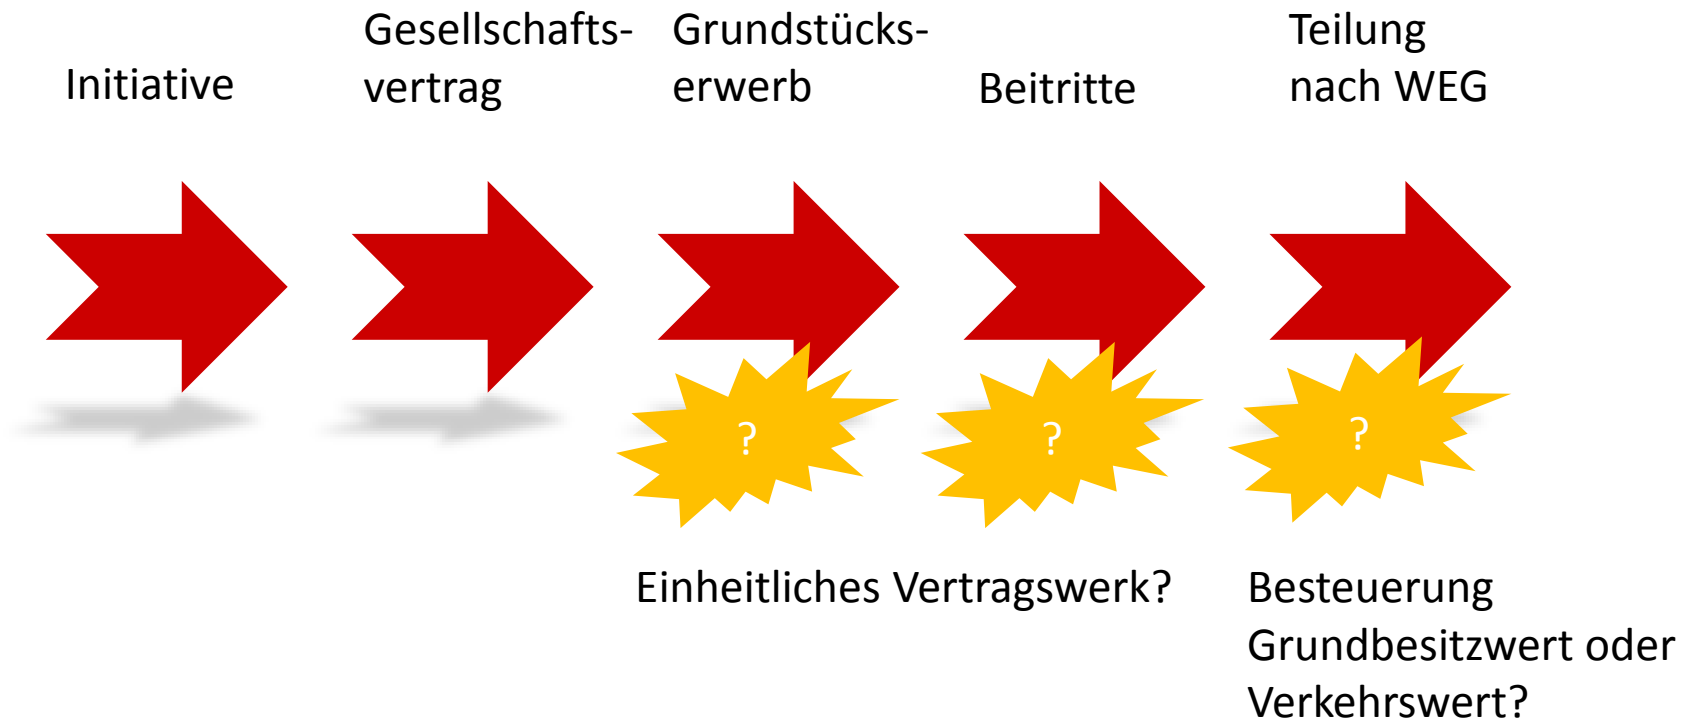 Initiative
Gesellschafts-
vertrag
Grundstücks-
erwerb
Beitritte
Teilung
nach WEG
?
?
?
Einheitliches Vertragswerk?
Besteuerung
Grundbesitzwert oder
Verkehrswert?